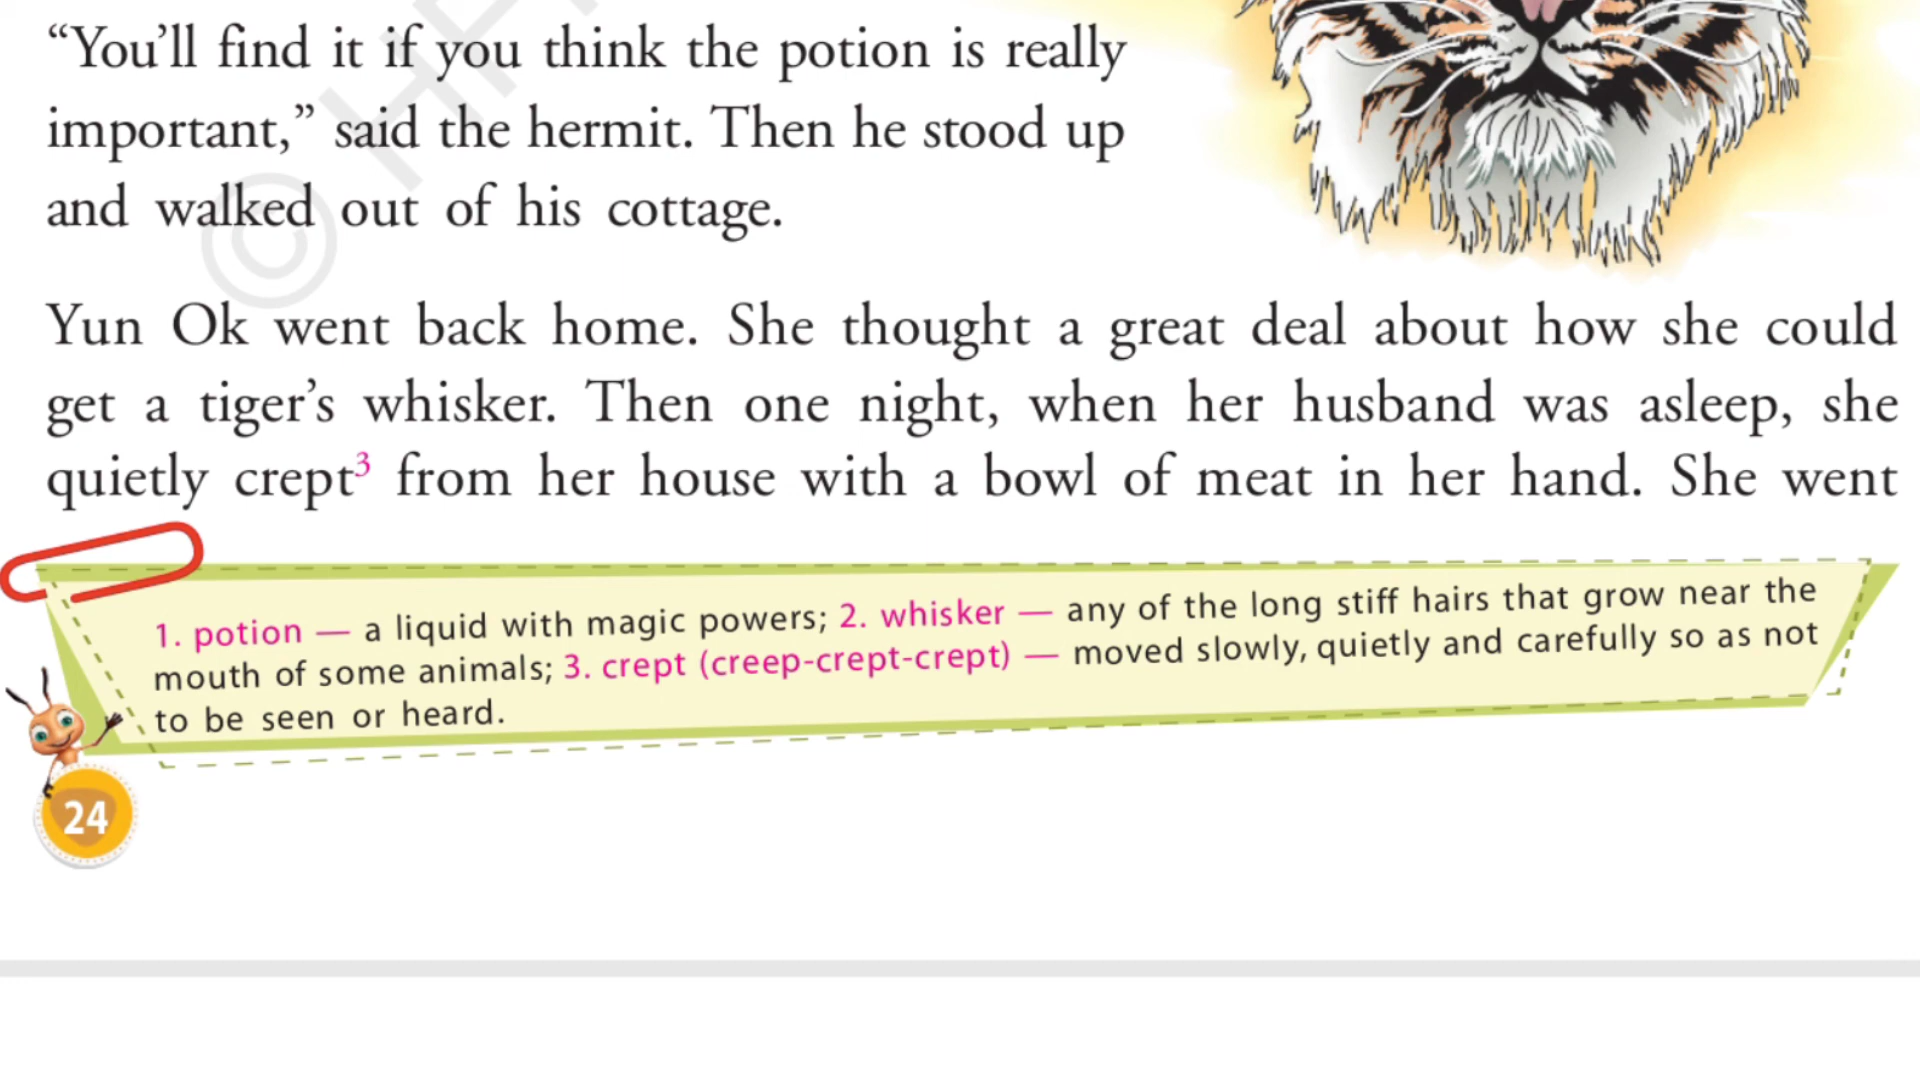 “You’ll find it if you think the potion is really
important,” said the hermit. Then he stood up
and walked out of his cottage.
Yun Ok went back home. She thought a great deal about how she could
get a tiger’s whisker. Then one night, when her husband was asleep, she
quietly crept³ from her house with a bowl of meat in her hand. She went
1. potion — a liquid with magic powers; 2. whisker — any of the long stiff hairs that grow near the
mouth of some animals; 3. crept (creep-crept-crept) — moved slowly, quietly and carefully so as not
to be seen or heard.
24